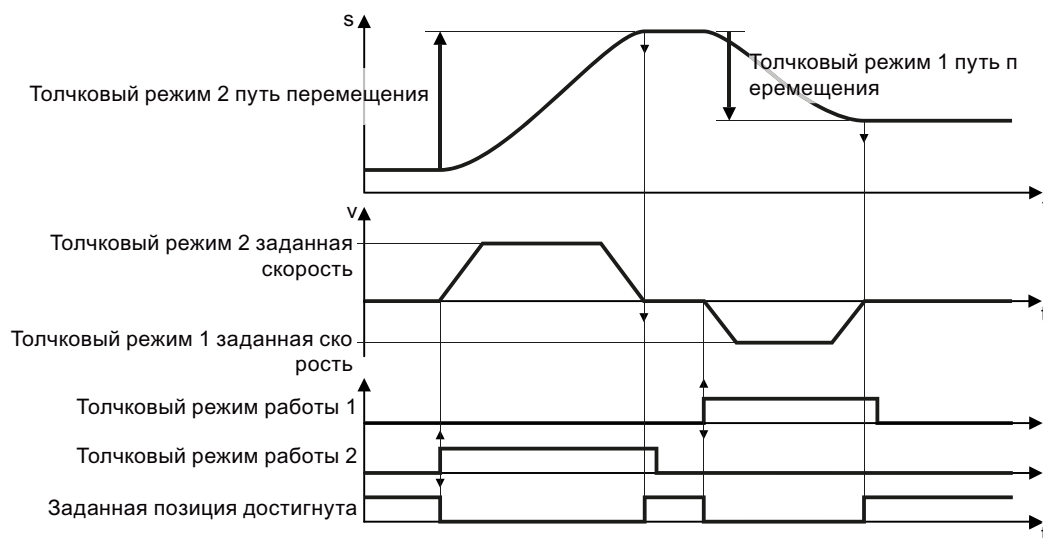 s
Толчковый режим 2 путь перемещения
Толчковый режим 1 путь п
еремещения
v
Толчковый режим 2 заданная
скорость
t
Толчковый режим 1 заданная ско
рость
Толчковый режим работы 1
Толчковый режим работы 2
Заданная позиция достигнута
t